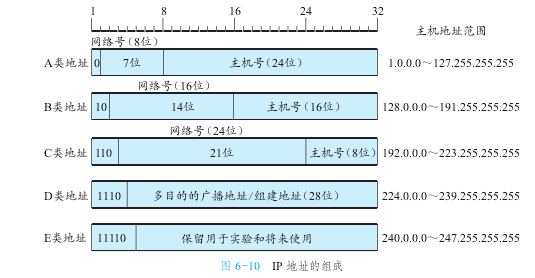 1 8 16 24 32
主机地址范围
网络号(8位)
A类地址 0 7位 主机号(24位) 1.0.0.0～127.255.255.255
网络号(16位)
B类地址 10 14位 主机号(16位) 128.0.0.0～191.255.255.255
网络号(24位)
C类地址 110 21位 主机号(8位) 192.0.0.0～223.255.255.255
D类地址 1110 多目的的广播地址/组建地址(28位) 224.0.0.0～239.255.255.255
E类地址 11110 保留用于实验和将来使用 240.0.0.0～247.255.255.255
图 6-10 IP 地址的组成